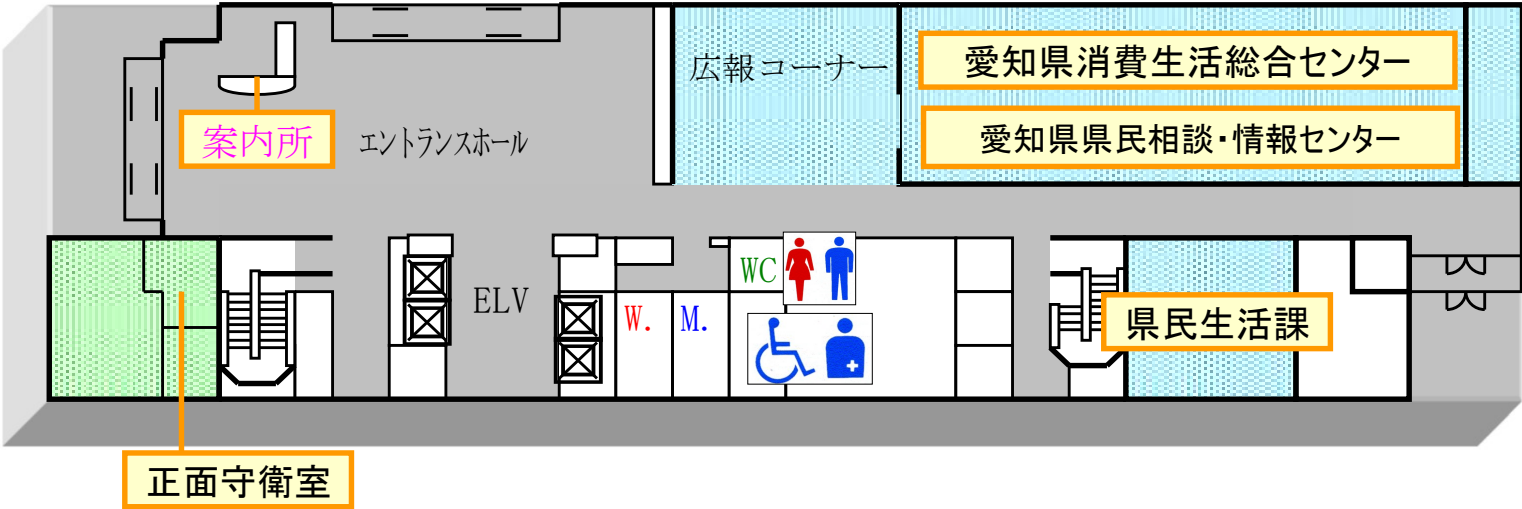 広報コーナー
愛知県消費生活総合センター
案内所
エントランスホール
愛知県県民相談・情報センター
ELV
WC
W.
M.
県民生活課
正面守衛室